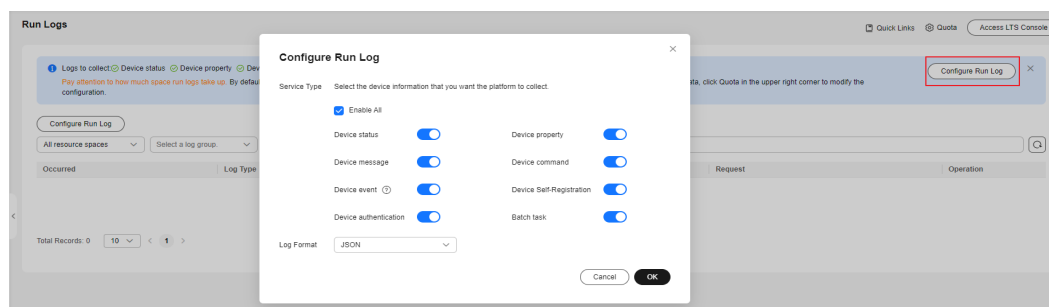 Run Logs
Quick Links Quota Access LTS Console
Logs to collect: Device status Device property
Pay attention to how much space run logs take up. By
configuration.
ata, click Quota in the upper right corner to modify the
Configure Run Log
Configure Run Log
All resource spaces Select a log group.
Occurred Log Type Request Operation
Total Records: 0 10 < 1 >
Configure Run Log
Service Type Select the device information that you want the platform to collect.
Enable All
Device status Device property
Device message Device command
Device event Device Self-Registration
Device authentication Batch task
Log Format JSON
Cancel OK